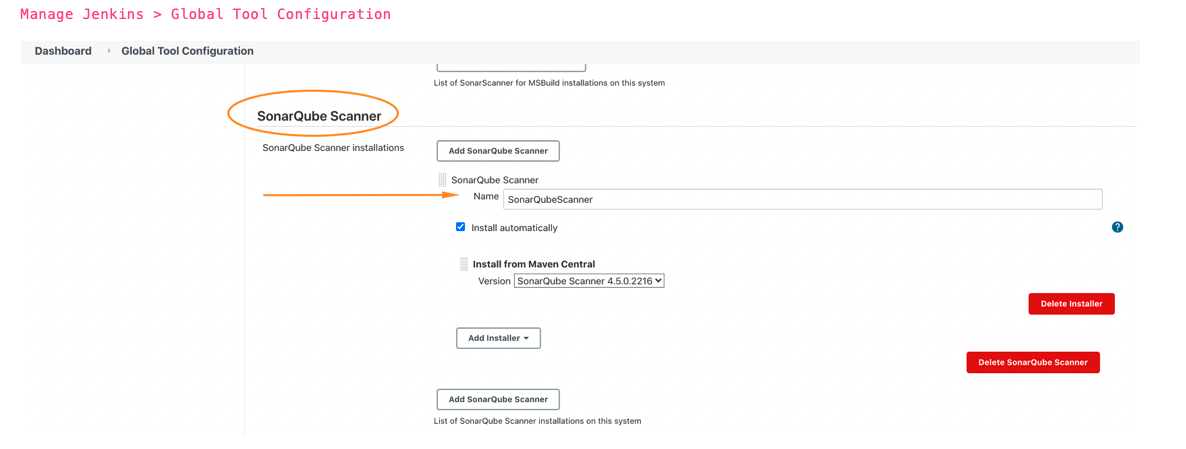 Manage Jenkins > Global Tool Configuration
Dashboard Global Tool Configuration
List of SonarScanner for MSBuild installations on this system
SonarQube Scanner
SonarQube Scanner installations
Add SonarQube Scanner
SonarQube Scanner
Name SonarQubeScanner
Install automatically
?
Install from Maven Central
Version SonarQube Scanner 4.5.0.2216
Delete Installer
Add Installer
Delete SonarQube Scanner
Add SonarQube Scanner
List of SonarQube Scanner installations on this system